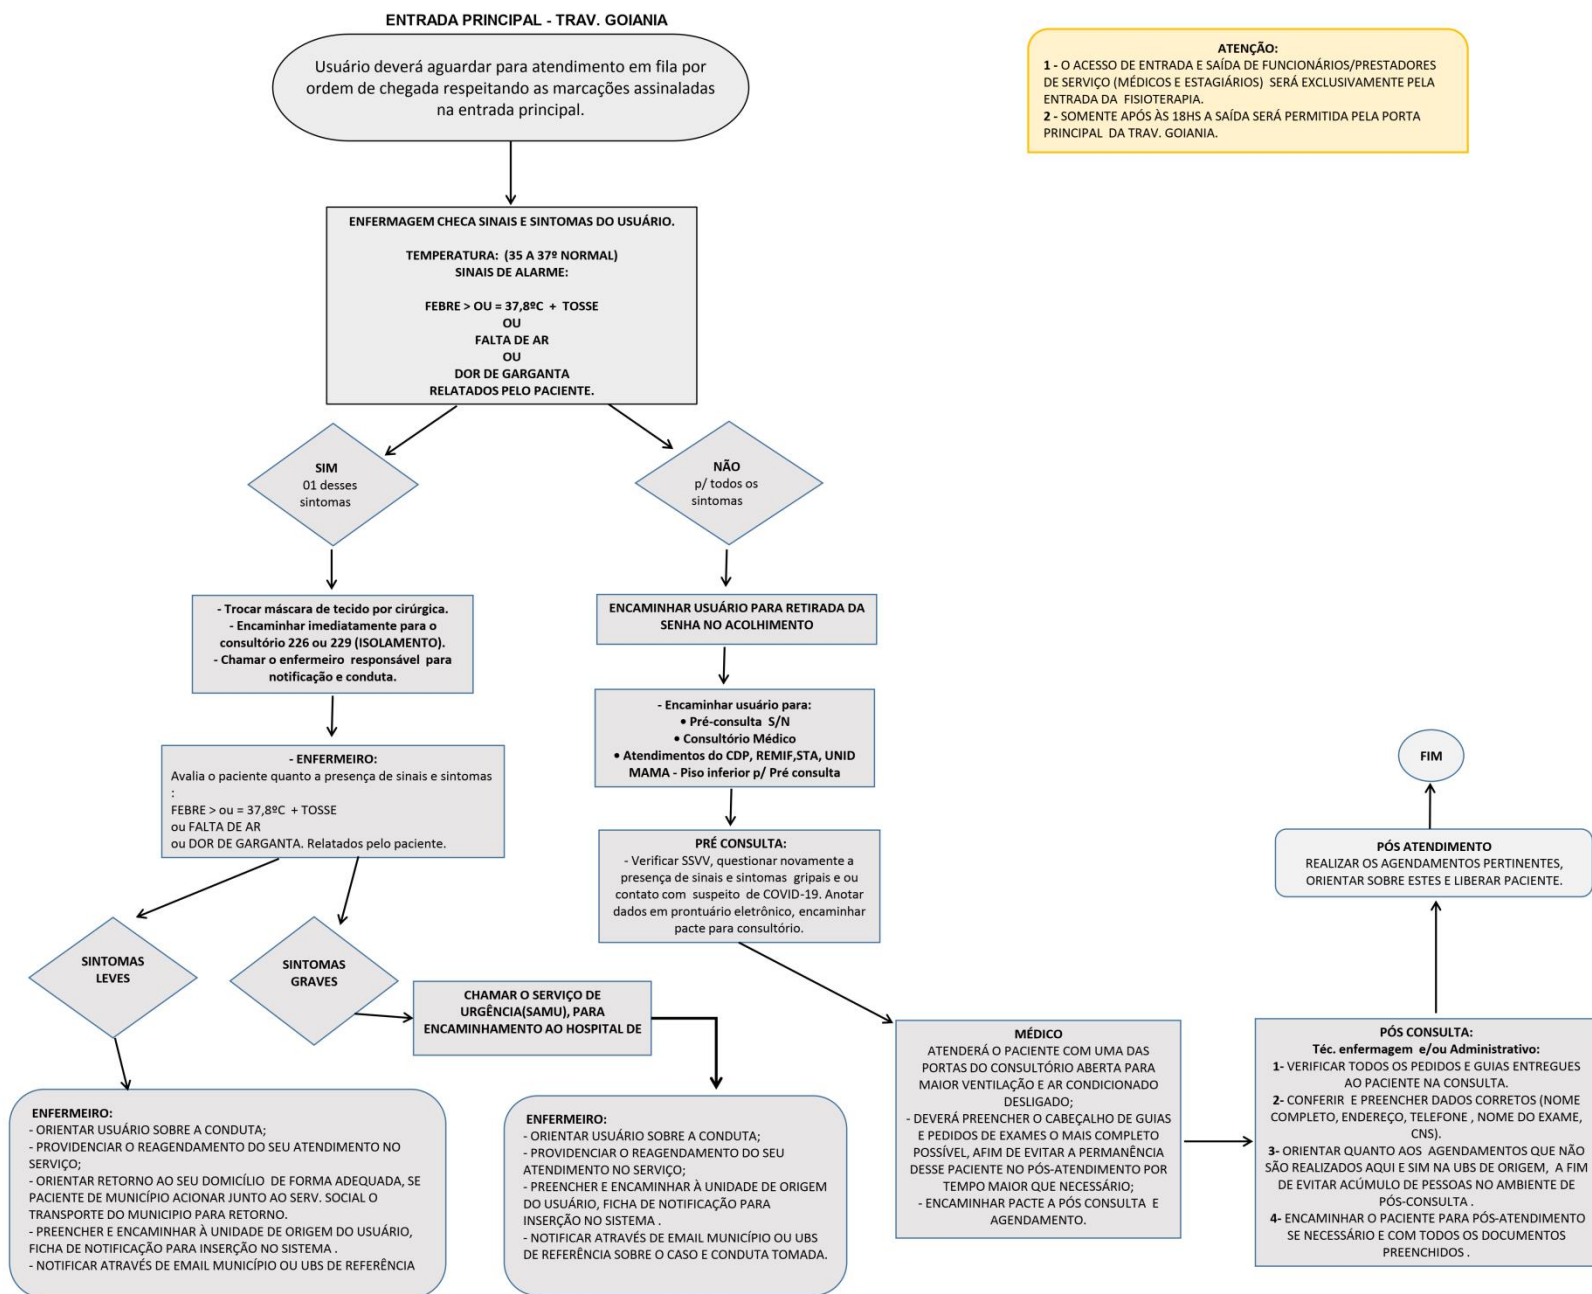 ENTRADA PRINCIPAL - TRAV. GOIANIA
Usuário deverá aguardar para atendimento em fila por
ordem de chegada respeitando as marcações assinaladas
na entrada principal.
ATENÇÃO:
1 - O ACESSO DE ENTRADA E SAÍDA DE FUNCIONÁRIOS/PRESTADORES
DE SERVIÇO (MÉDICOS E ESTAGIÁRIOS) SERÁ EXCLUSIVAMENTE PELA
ENTRADA DA FISIOTERAPIA.
2 - SOMENTE APÓS ÀS 18HS A SAÍDA SERÁ PERMITIDA PELA PORTA
PRINCIPAL DA TRAV. GOIANIA.
ENFERMAGEM CHECA SINAIS E SINTOMAS DO USUÁRIO.
TEMPERATURA: (35 A 37º NORMAL)
SINAIS DE ALARME:
FEBRE > OU = 37,8ºC + TOSSE
OU
FALTA DE AR
OU
DOR DE GARGANTA
RELATADOS PELO PACIENTE.
SIM
01 desses
sintomas
NÃO
p/ todos os
sintomas
- Trocar máscara de tecido por cirúrgica.
- Encaminhar imediatamente para o
consultório 226 ou 229 (ISOLAMENTO).
- Chamar o enfermeiro responsável para
notificação e conduta.
ENCAMINHAR USUÁRIO PARA RETIRADA DA
SENHA NO ACOLHIMENTO
- Encaminhar usuário para:
• Pré-consulta S/N
• Consultório Médico
• Atendimentos do CDP, REMIF,STA, UNID
MAMA - Piso inferior p/ Pré consulta
- ENFERMEIRO:
Avalia o paciente quanto a presença de sinais e sintomas
:
FEBRE > ou = 37,8ºC + TOSSE
ou FALTA DE AR
ou DOR DE GARGANTA. Relatados pelo paciente.
PRÉ CONSULTA:
- Verificar SSVV, questionar novamente a
presença de sinais e sintomas gripais e ou
contato com suspeito de COVID-19. Anotar
dados em prontuário eletrônico, encaminhar
pacte para consultório.
FIM
PÓS ATENDIMENTO
REALIZAR OS AGENDAMENTOS PERTINENTES,
ORIENTAR SOBRE ESTES E LIBERAR PACIENTE.
SINTOMAS
LEVES
SINTOMAS
GRAVES
CHAMAR O SERVIÇO DE
URGÊNCIA(SAMU), PARA
ENCAMINHAMENTO AO HOSPITAL DE
ENFERMEIRO:
- ORIENTAR USUÁRIO SOBRE A CONDUTA;
- PROVIDENCIAR O REAGENDAMENTO DO SEU ATENDIMENTO NO
SERVIÇO;
- ORIENTAR RETORNO AO SEU DOMICÍLIO DE FORMA ADEQUADA, SE
PACIENTE DE MUNICÍPIO ACIONAR JUNTO AO SERV. SOCIAL O
TRANSPORTE DO MUNICIPIO PARA RETORNO.
- PREENCHER E ENCAMINHAR À UNIDADE DE ORIGEM DO USUÁRIO,
FICHA DE NOTIFICAÇÃO PARA INSERÇÃO NO SISTEMA .
- NOTIFICAR ATRAVÉS DE EMAIL MUNICÍPIO OU UBS DE REFERÊNCIA
ENFERMEIRO:
- ORIENTAR USUÁRIO SOBRE A CONDUTA;
- PROVIDENCIAR O REAGENDAMENTO DO SEU
ATENDIMENTO NO SERVIÇO;
- PREENCHER E ENCAMINHAR À UNIDADE DE ORIGEM
DO USUÁRIO, FICHA DE NOTIFICAÇÃO PARA
INSERÇÃO NO SISTEMA .
- NOTIFICAR ATRAVÉS DE EMAIL MUNICÍPIO OU UBS
DE REFERÊNCIA SOBRE O CASO E CONDUTA TOMADA.
MÉDICO
ATENDERÁ O PACIENTE COM UMA DAS
PORTAS DO CONSULTÓRIO ABERTA PARA
MAIOR VENTILAÇÃO E AR CONDICIONADO
DESLIGADO;
- DEVERÁ PREENCHER O CABEÇALHO DE GUIAS
E PEDIDOS DE EXAMES O MAIS COMPLETO
POSSÍVEL, AFIM DE EVITAR A PERMANÊNCIA
DESSE PACIENTE NO PÓS-ATENDIMENTO POR
TEMPO MAIOR QUE NECESSÁRIO;
- ENCAMINHAR PACTE A PÓS CONSULTA E
AGENDAMENTO.
PÓS CONSULTA:
Téc. enfermagem e/ou Administrativo:
1- VERIFICAR TODOS OS PEDIDOS E GUIAS ENTREGUES
AO PACIENTE NA CONSULTA.
2- CONFERIR E PREENCHER DADOS CORRETOS (NOME
COMPLETO, ENDEREÇO, TELEFONE , NOME DO EXAME,
CNS).
3- ORIENTAR QUANTO AOS AGENDAMENTOS QUE NÃO
SÃO REALIZADOS AQUI E SIM NA UBS DE ORIGEM, A FIM
DE EVITAR ACÚMULO DE PESSOAS NO AMBIENTE DE
PÓS-CONSULTA .
4- ENCAMINHAR O PACIENTE PARA PÓS-ATENDIMENTO
SE NECESSÁRIO E COM TODOS OS DOCUMENTOS
PREENCHIDOS .